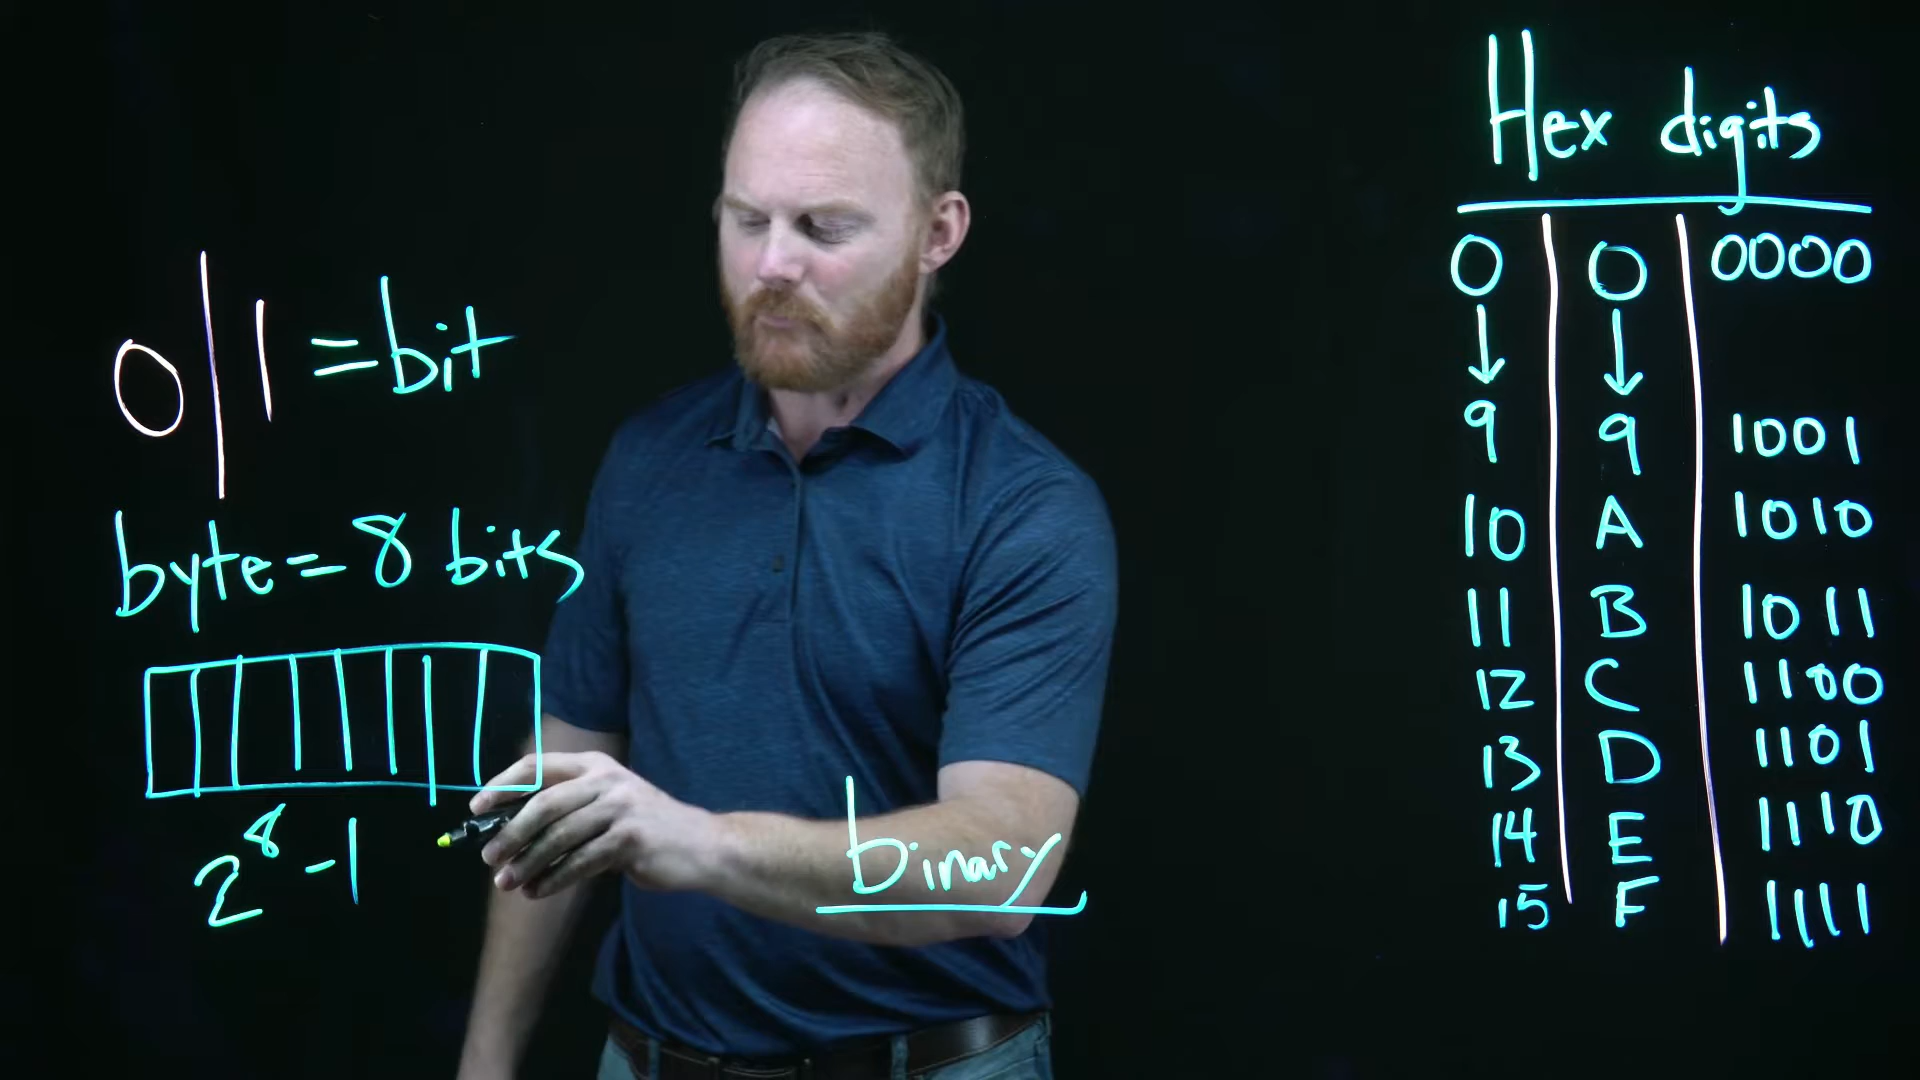 0 | 1 = bit
byte = 8 bits
2^8 - 1
binary
Hex digits
0 0 0000
↓ ↓
9 9 1001
10 A 1010
11 B 1011
12 C 1100
13 D 1101
14 E 1110
15 F 1111